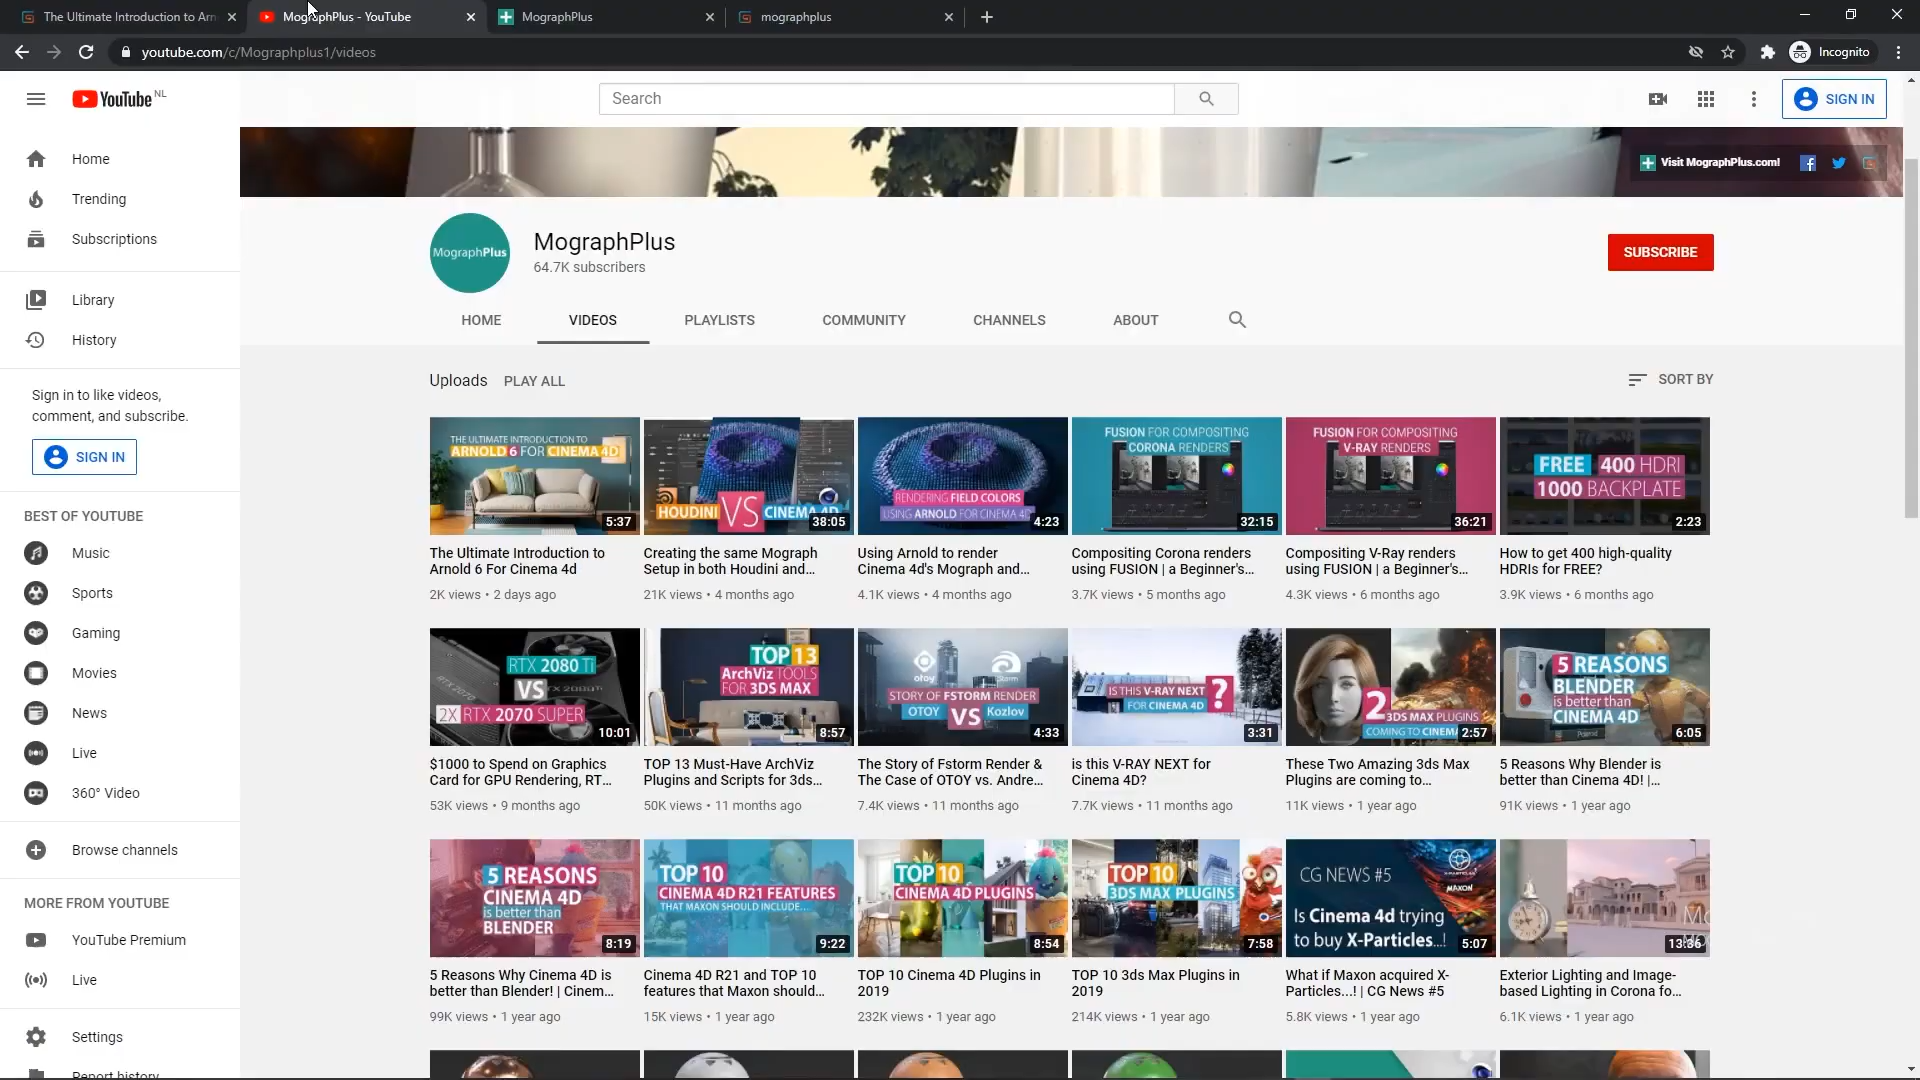 The Ultimate Introduction to Arn
MographPlus - YouTube
MographPlus
mographplus
youtube.com/c/Mographplus1/videos
Incognito
YouTube NL
Search
SIGN IN
Home
Trending
Subscriptions
Library
History
Sign in to like videos,
comment, and subscribe.
SIGN IN
BEST OF YOUTUBE
Music
Sports
Gaming
Movies
News
Live
360° Video
Browse channels
MORE FROM YOUTUBE
YouTube Premium
Live
Settings
Report history
Visit MographPlus.com!
MographPlus
MographPlus
64.7K subscribers
SUBSCRIBE
HOME
VIDEOS
PLAYLISTS
COMMUNITY
CHANNELS
ABOUT
Uploads
PLAY ALL
SORT BY
THE ULTIMATE INTRODUCTION TO
ARNOLD 6 FOR CINEMA 4D
5:37
The Ultimate Introduction to
Arnold 6 For Cinema 4d
2K views • 2 days ago
HOUDINI VS CINEMA 4D
38:05
Creating the same Mograph
Setup in both Houdini and...
21K views • 4 months ago
RENDERING FIELD COLORS
USING ARNOLD FOR CINEMA 4D
4:23
Using Arnold to render
Cinema 4d's Mograph and...
4.1K views • 4 months ago
FUSION FOR COMPOSITING
CORONA RENDERS
32:15
Compositing Corona renders
using FUSION | a Beginner's...
3.7K views • 5 months ago
FUSION FOR COMPOSITING
V-RAY RENDERS
36:21
Compositing V-Ray renders
using FUSION | a Beginner's...
4.3K views • 6 months ago
FREE 400 HDRI
1000 BACKPLATE
2:23
How to get 400 high-quality
HDRIs for FREE?
3.9K views • 6 months ago
RTX 2080 Ti
VS
2X RTX 2070 SUPER
10:01
$1000 to Spend on Graphics
Card for GPU Rendering, RT...
53K views • 9 months ago
TOP 13
ArchViz TOOLS
FOR 3DS MAX
8:57
TOP 13 Must-Have ArchViz
Plugins and Scripts for 3ds...
50K views • 11 months ago
otoy
STORY OF FSTORM RENDER
OTOY VS Kozlov
4:33
The Story of Fstorm Render &
The Case of OTOY vs. Andre...
7.4K views • 11 months ago
IS THIS V-RAY NEXT
FOR CINEMA 4D ?
3:31
is this V-RAY NEXT for
Cinema 4D?
7.7K views • 11 months ago
2 3DS MAX PLUGINS
COMING TO CINEMA
2:57
These Two Amazing 3ds Max
Plugins are coming to...
11K views • 1 year ago
5 REASONS
BLENDER
is better than
CINEMA 4D
6:05
5 Reasons Why Blender is
better than Cinema 4D! |...
91K views • 1 year ago
5 REASONS
CINEMA 4D
is better than
BLENDER
8:19
5 Reasons Why Cinema 4D is
better than Blender! | Cinem...
99K views • 1 year ago
TOP 10
CINEMA 4D R21 FEATURES
THAT MAXON SHOULD INCLUDE...
9:22
Cinema 4D R21 and TOP 10
features that Maxon should...
15K views • 1 year ago
TOP 10
CINEMA 4D PLUGINS
8:54
TOP 10 Cinema 4D Plugins in
2019
232K views • 1 year ago
TOP 10
3DS MAX PLUGINS
7:58
TOP 10 3ds Max Plugins in
2019
214K views • 1 year ago
CG NEWS #5
MAXON
Is Cinema 4d trying
to buy X-Particles...!
5:07
What if Maxon acquired X-
Particles...! | CG News #5
5.8K views • 1 year ago
13:36
Exterior Lighting and Image-
based Lighting in Corona fo...
6.1K views • 1 year ago